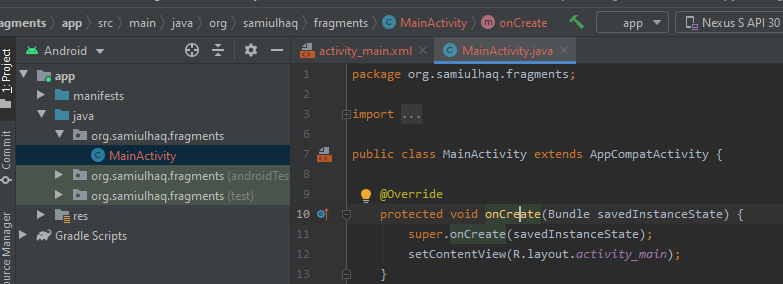 agments app src main java org samiulhaq fragments MainActivity onCreate app Nexus S API 30
1: Project
Android
activity_main.xml
MainActivity.java
app
manifests
java
org.samiulhaq.fragments
MainActivity
org.samiulhaq.fragments (androidTes
org.samiulhaq.fragments (test)
res
Gradle Scripts
Commit
ource Manager
1 package org.samiulhaq.fragments;
2
3 import ...
6
7 public class MainActivity extends AppCompatActivity {
8
9 @Override
10 protected void onCreate(Bundle savedInstanceState) {
11 super.onCreate(savedInstanceState);
12 setContentView(R.layout.activity_main);
13 }